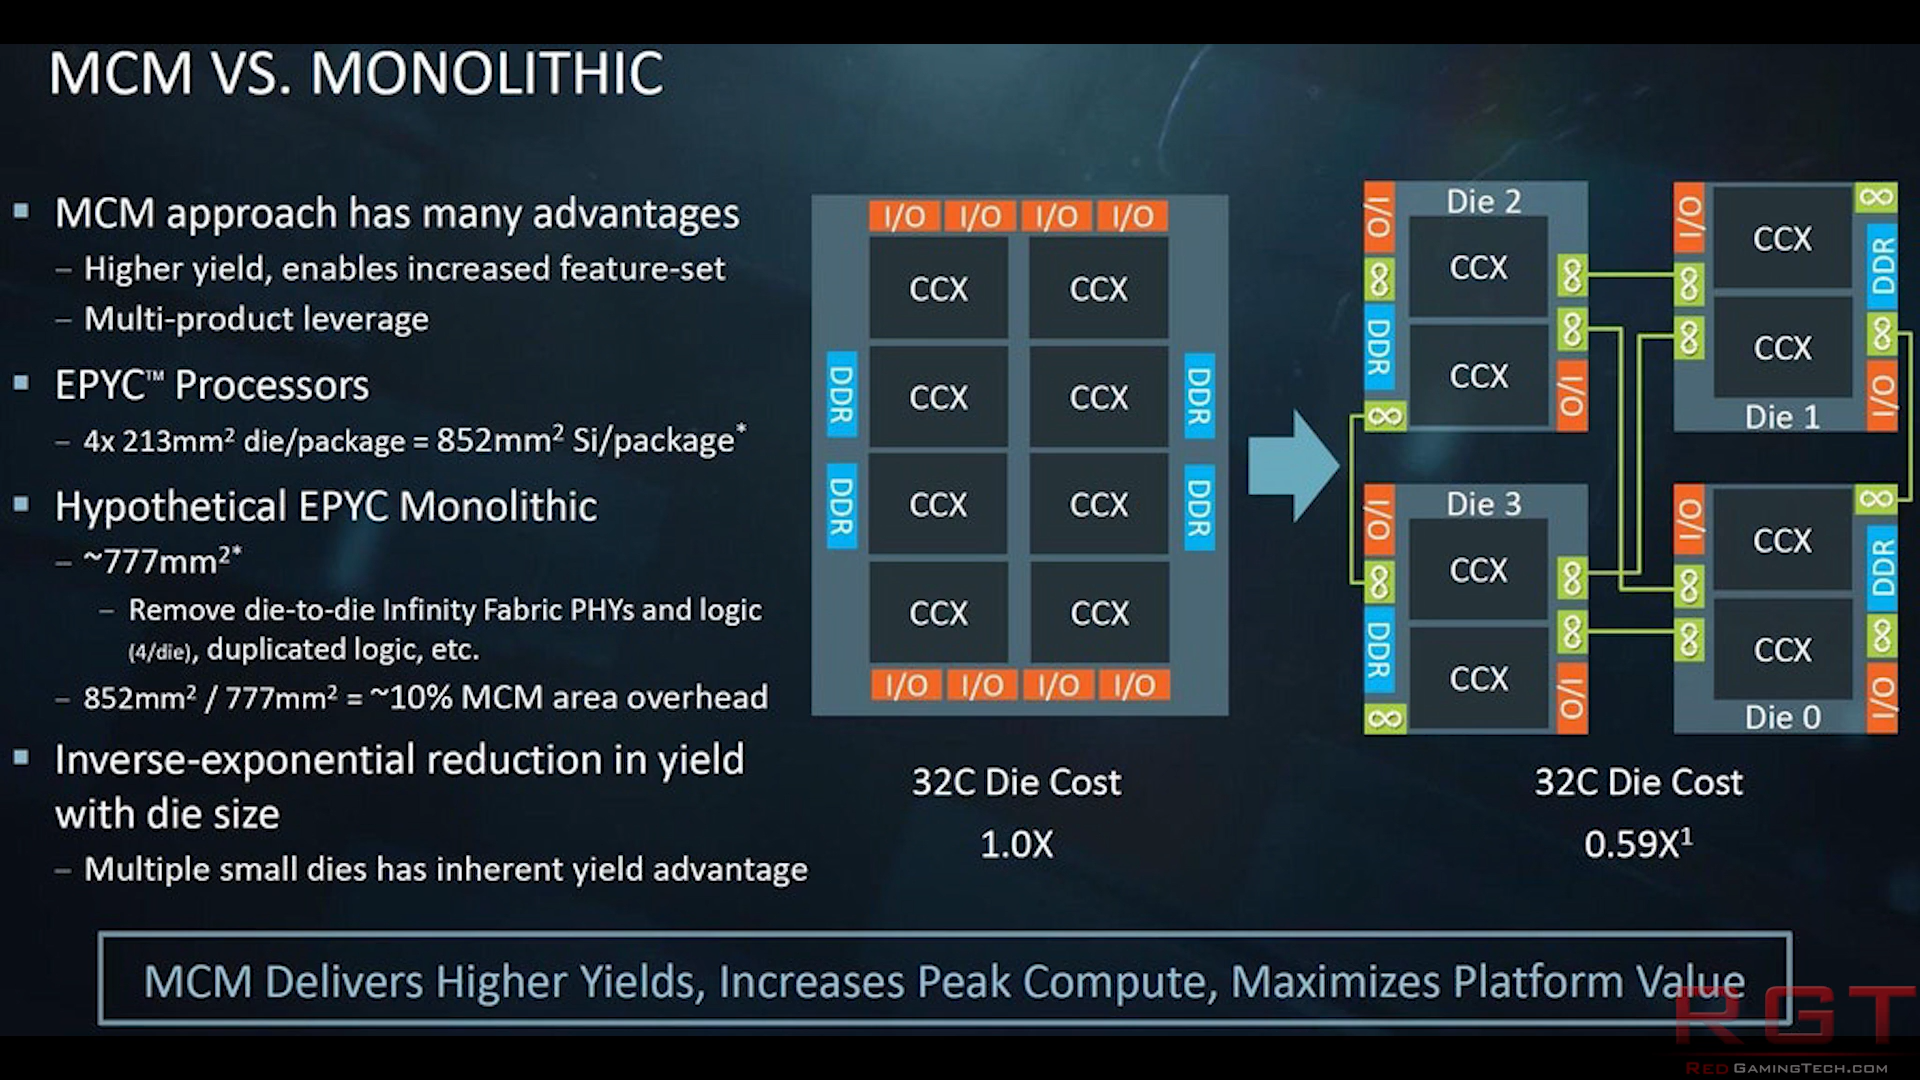 MCM VS. MONOLITHIC
▪ MCM approach has many advantages
– Higher yield, enables increased feature-set
– Multi-product leverage
▪ EPYC™ Processors
– 4x 213mm² die/package = 852mm² Si/package*
▪ Hypothetical EPYC Monolithic
– ~777mm²*
– Remove die-to-die Infinity Fabric PHYs and logic
(4/die), duplicated logic, etc.
– 852mm² / 777mm² = ~10% MCM area overhead
▪ Inverse-exponential reduction in yield
with die size
– Multiple small dies has inherent yield advantage
I/O I/O I/O I/O
CCX CCX
DDR CCX CCX DDR
DDR CCX CCX DDR
CCX CCX
I/O I/O I/O I/O
32C Die Cost
1.0X
I/O Die 2
CCX ∞
∞ ∞
DDR CCX I/O
∞
I/O CCX ∞
∞ DDR
∞ CCX ∞
Die 1 I/O
I/O Die 3
CCX ∞
∞ ∞
DDR CCX I/O
∞
I/O CCX ∞
∞ DDR
∞ CCX ∞
Die 0 I/O
32C Die Cost
0.59X¹
MCM Delivers Higher Yields, Increases Peak Compute, Maximizes Platform Value
RGT
RedGamingTech.com